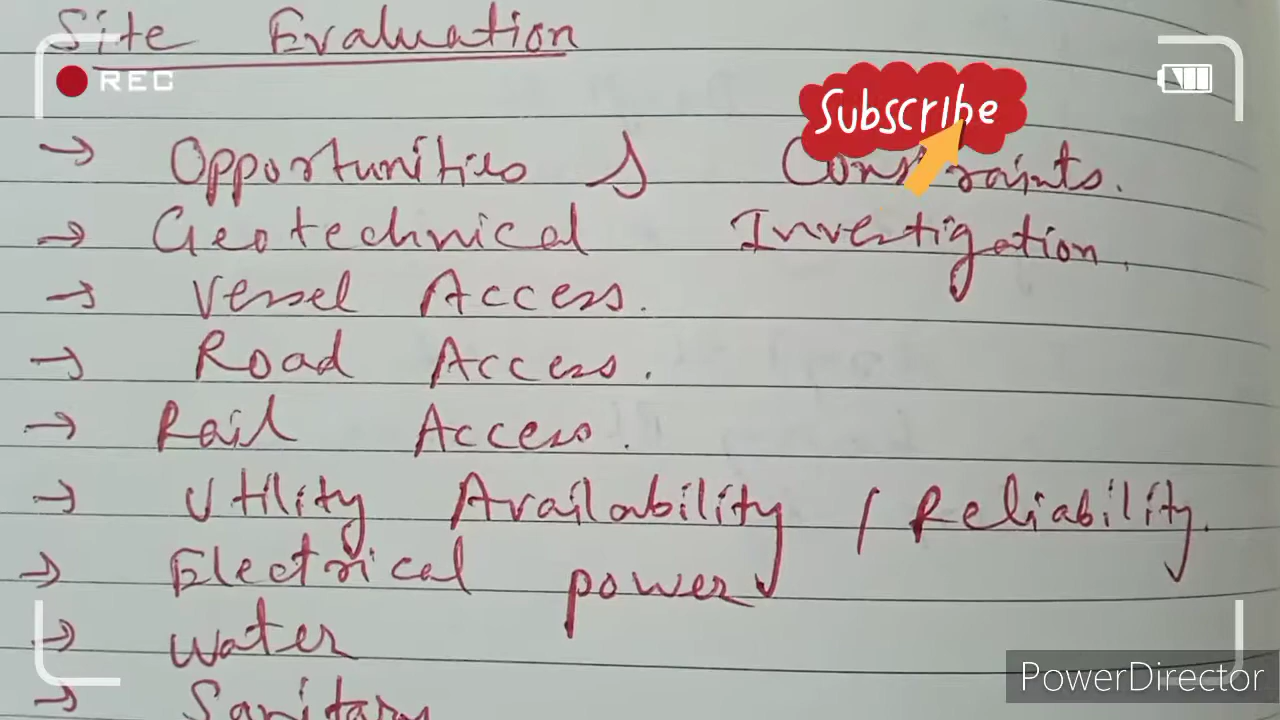 Site Evaluation
REC
Subscribe
→ Opportunities & Constraints.
→ Geotechnical Investigation.
→ Vessel Access.
→ Road Access.
→ Rail Access.
→ Utility Availability / Reliability.
→ Electrical power
→ Water
→ Sanitary
PowerDirector